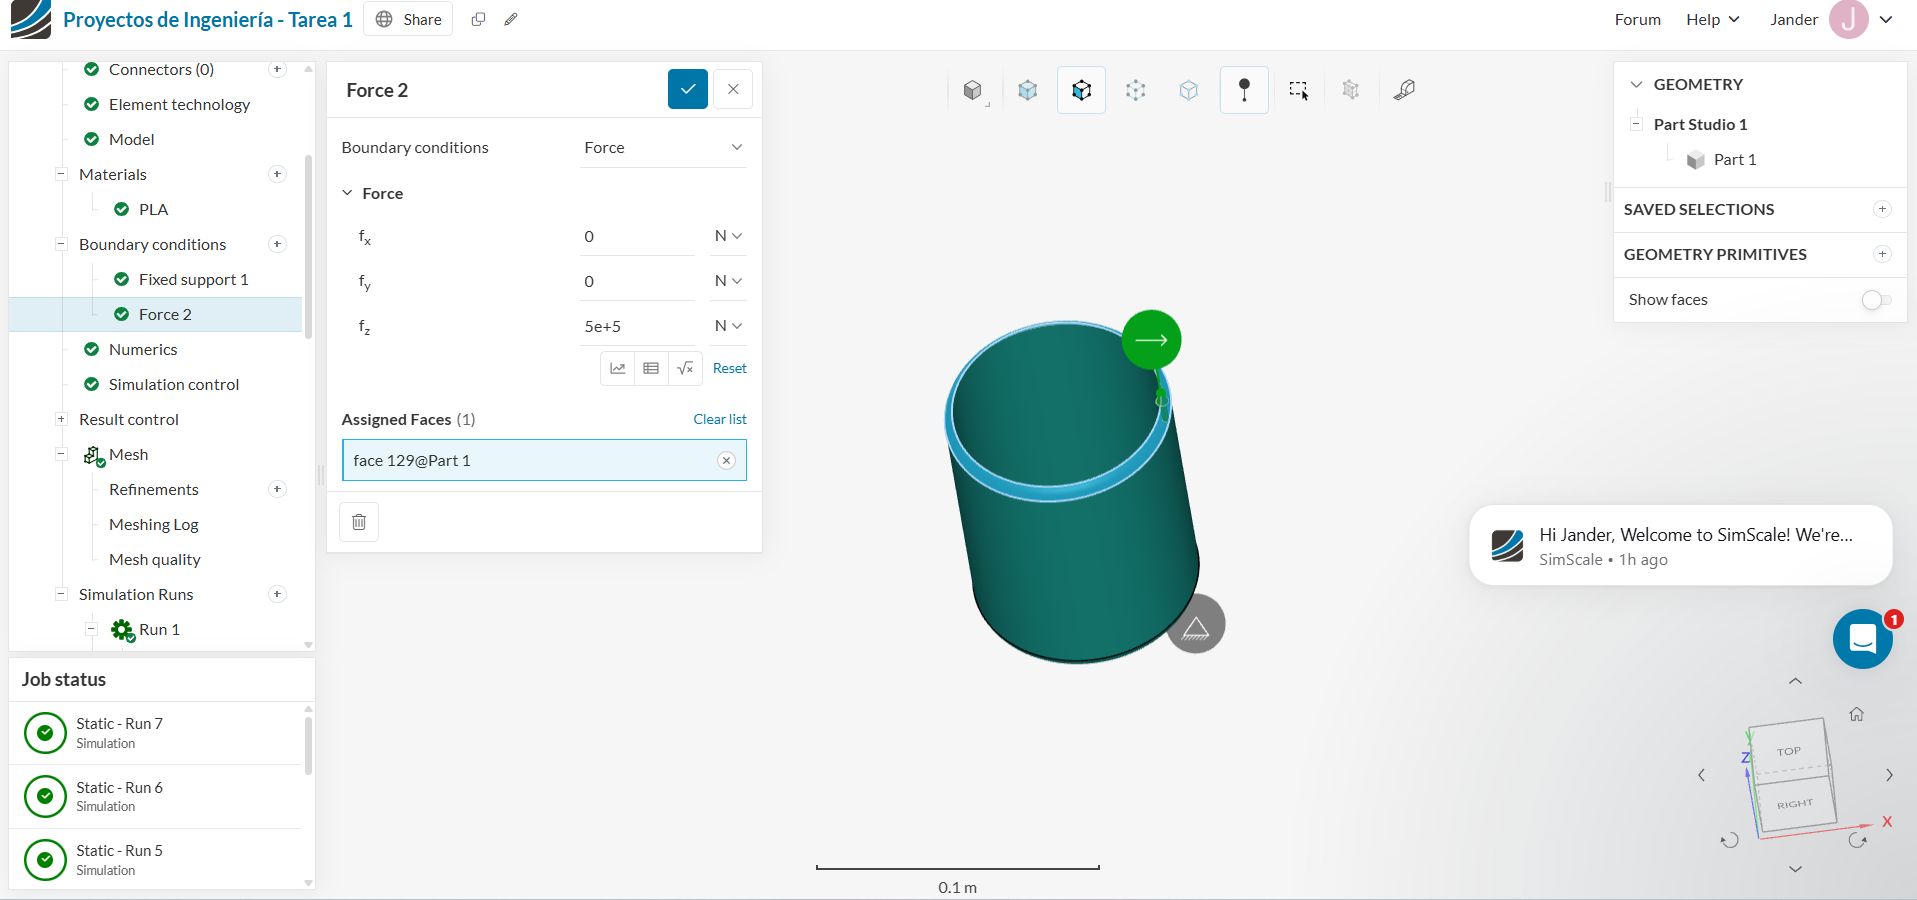 Proyectos de Ingeniería - Tarea 1
Share
Forum
Help
Jander
J
Connectors (0)
Element technology
Model
Materials
PLA
Boundary conditions
Fixed support 1
Force 2
Numerics
Simulation control
Result control
Mesh
Refinements
Meshing Log
Mesh quality
Simulation Runs
Run 1
Job status
Static - Run 7
Simulation
Static - Run 6
Simulation
Static - Run 5
Simulation
Force 2
Boundary conditions Force
Force
fx 0 N
fy 0 N
fz 5e+5 N
Reset
Assigned Faces (1) Clear list
face 129@Part 1
0.1 m
GEOMETRY
Part Studio 1
Part 1
SAVED SELECTIONS
GEOMETRY PRIMITIVES
Show faces
Hi Jander, Welcome to SimScale! We're...
SimScale • 1h ago
1
TOP
RIGHT
Y
Z
X